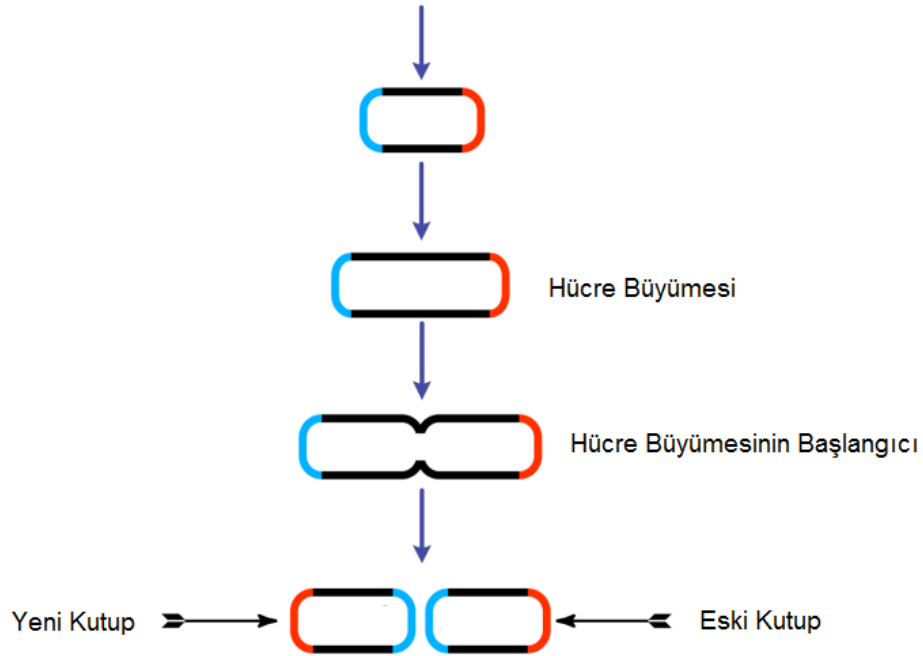 Hücre Büyümesi
Hücre Büyümesinin Başlangıcı
Yeni Kutup
Eski Kutup